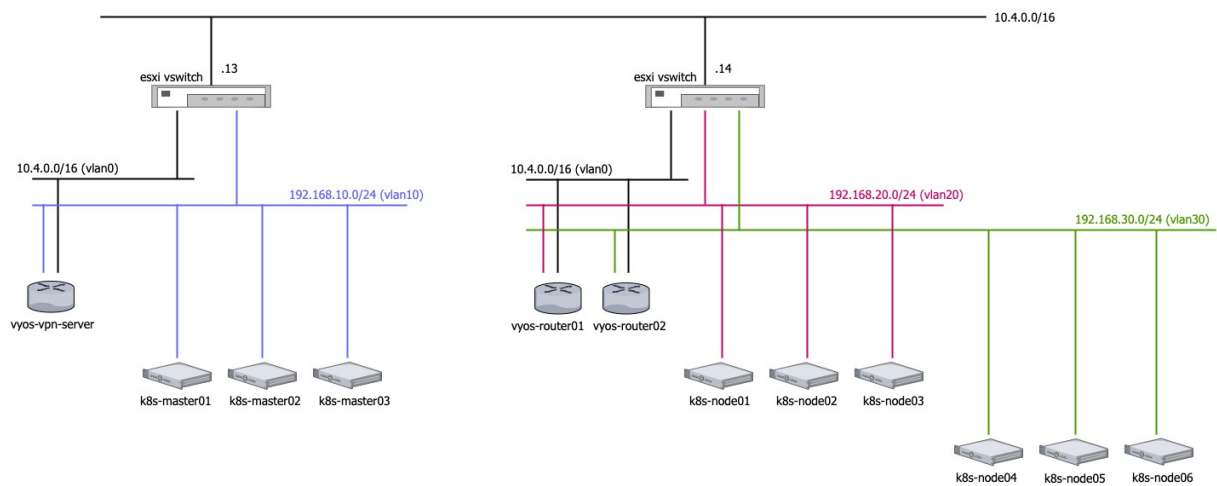 10.4.0.0/16
.13
.14
esxi vswitch
esxi vswitch
10.4.0.0/16 (vlan0)
10.4.0.0/16 (vlan0)
192.168.10.0/24 (vlan10)
192.168.20.0/24 (vlan20)
192.168.30.0/24 (vlan30)
vyos-vpn-server
vyos-router01
vyos-router02
k8s-master01
k8s-master02
k8s-master03
k8s-node01
k8s-node02
k8s-node03
k8s-node04
k8s-node05
k8s-node06